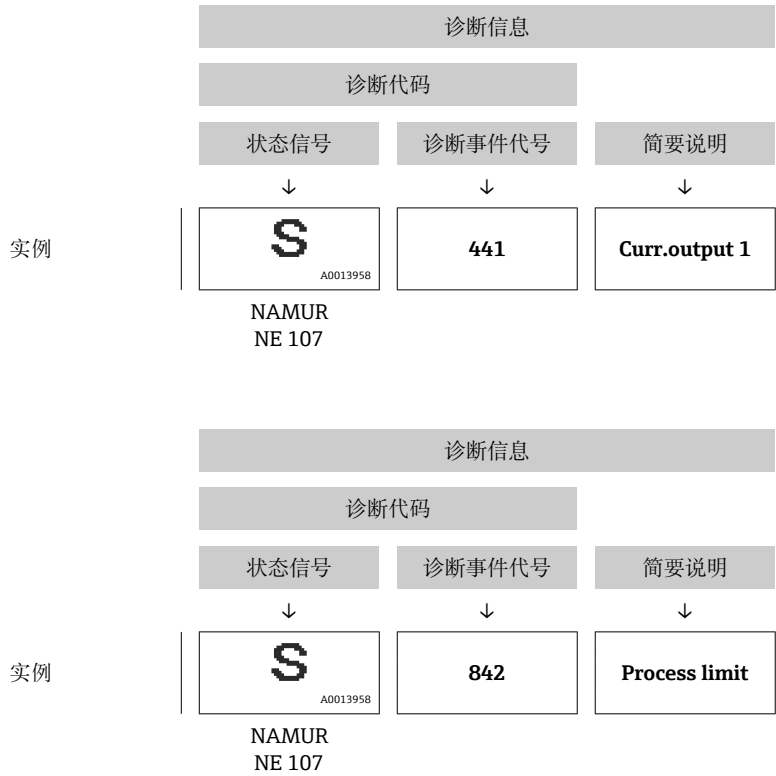 诊断信息
诊断代码
状态信号 诊断事件代号 简要说明
↓ ↓ ↓
实例 S 441 Curr.output 1
A0013958
NAMUR
NE 107
诊断信息
诊断代码
状态信号 诊断事件代号 简要说明
↓ ↓ ↓
实例 S 842 Process limit
A0013958
NAMUR
NE 107